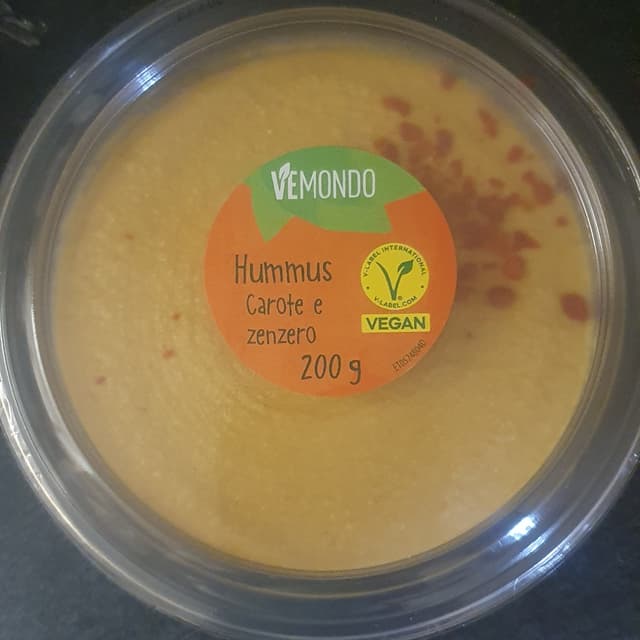 VEMONDO
Hummus
Carote e
zenzero
200 g
V-LABEL INTERNATIONAL
V-LABEL.COM
VEGAN